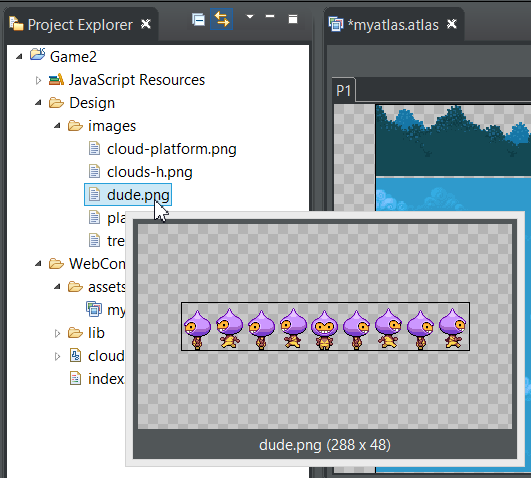 Project Explorer
*myatlas.atlas
Game2
P1
JavaScript Resources
Design
images
cloud-platform.png
clouds-h.png
dude.png
pla
tre
WebCon
assets
my
lib
cloud
index
dude.png (288 x 48)